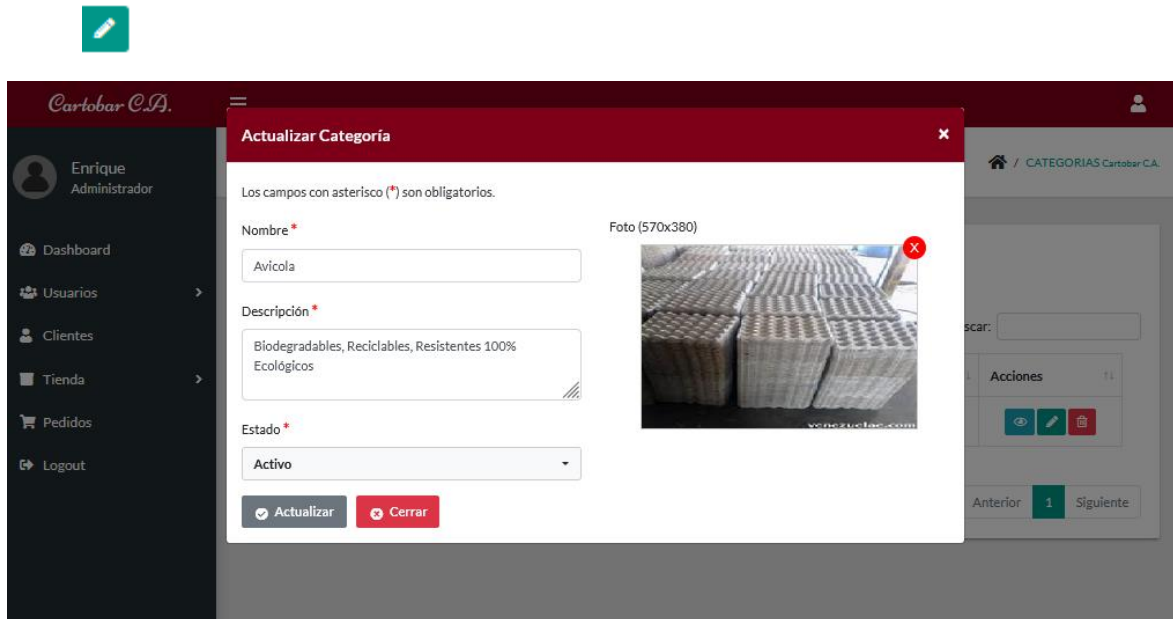 Cartobar C.A.
Actualizar Categoría
×
Enrique
Administrador
/ CATEGORIAS Cartobar C.A.
Los campos con asterisco (*) son obligatorios.
Nombre *
Foto (570x380)
X
Dashboard
Avicola
Usuarios
Descripción *
Clientes
scar:
Biodegradables, Reciclables, Resistentes 100%
Ecológicos
Tienda
Acciones
Pedidos
Estado *
Logout
Activo
Actualizar
Cerrar
Anterior
1
Siguiente